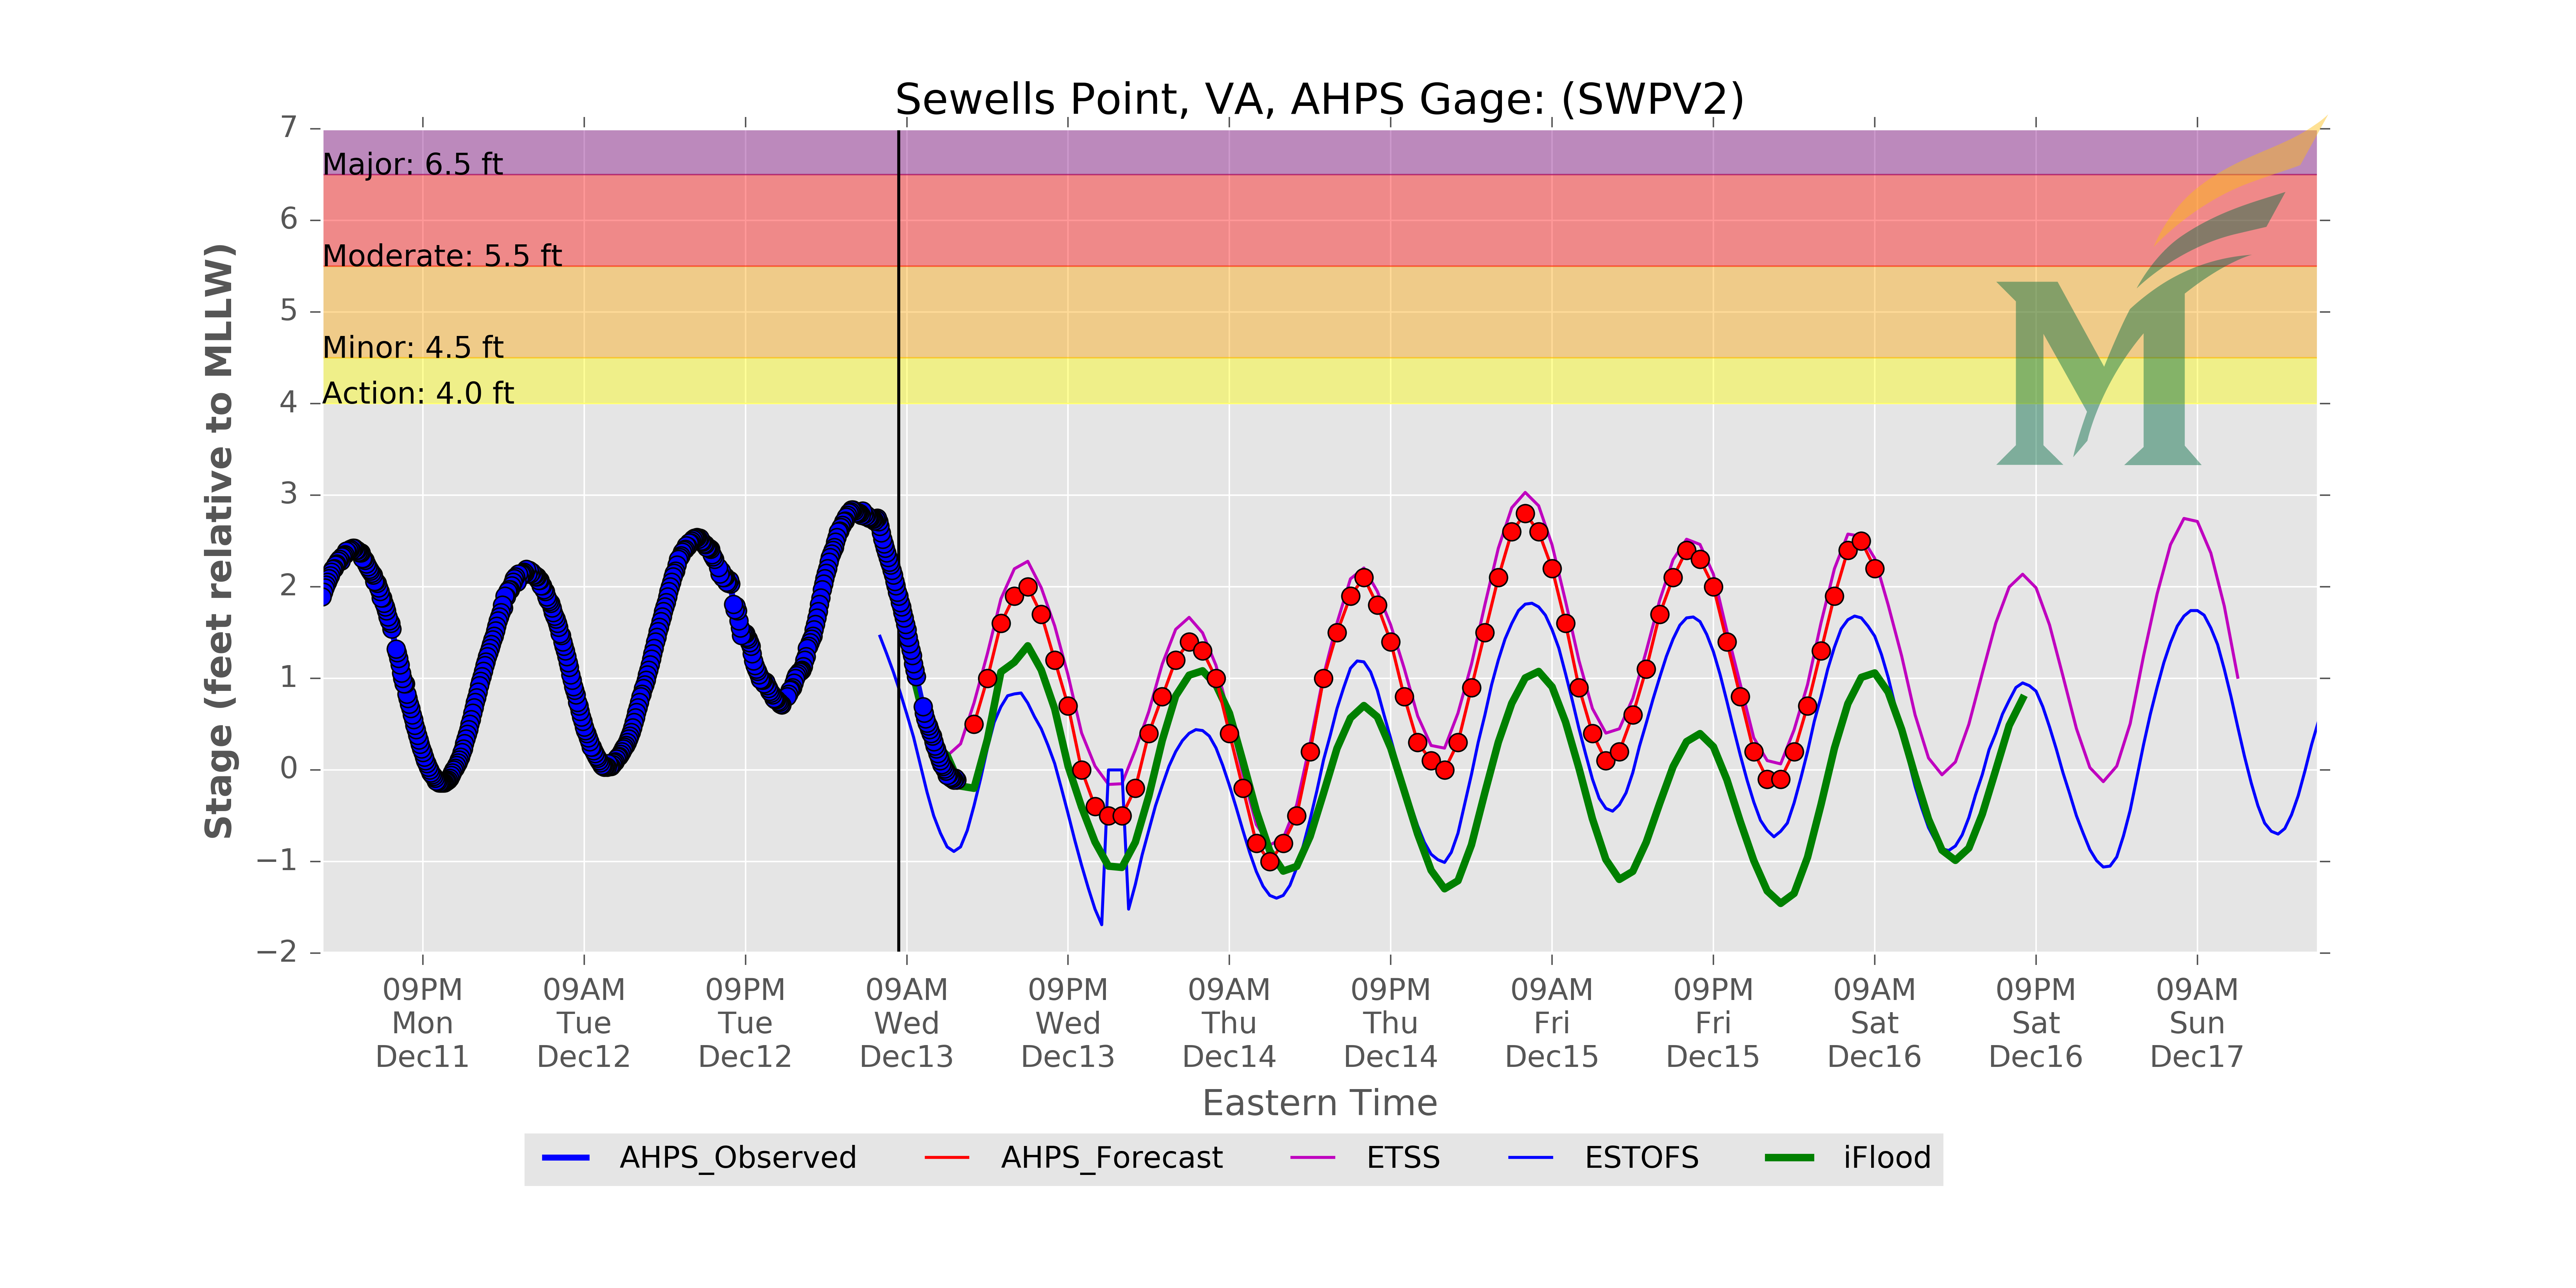 Sewells Point, VA, AHPS Gage: (SWPV2)
Stage (feet relative to MLLW)
7
6
5
4
3
2
1
0
−1
−2
Major: 6.5 ft
Moderate: 5.5 ft
Minor: 4.5 ft
Action: 4.0 ft
M
09PM
Mon
Dec11
09AM
Tue
Dec12
09PM
Tue
Dec12
09AM
Wed
Dec13
09PM
Wed
Dec13
09AM
Thu
Dec14
09PM
Thu
Dec14
09AM
Fri
Dec15
09PM
Fri
Dec15
09AM
Sat
Dec16
09PM
Sat
Dec16
09AM
Sun
Dec17
Eastern Time
AHPS_Observed
AHPS_Forecast
ETSS
ESTOFS
iFlood